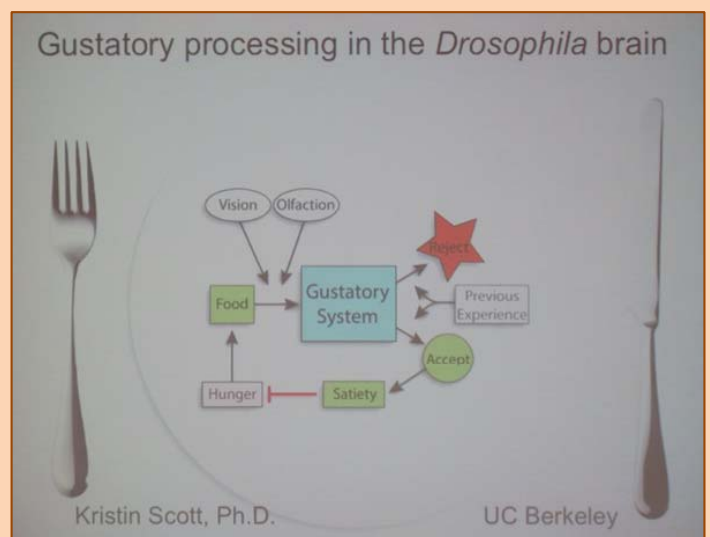 Gustatory processing in the Drosophila brain
Vision
Olfaction
Reject
Food
Gustatory
System
Previous
Experience
Accept
Hunger
Satiety
Kristin Scott, Ph.D.
UC Berkeley